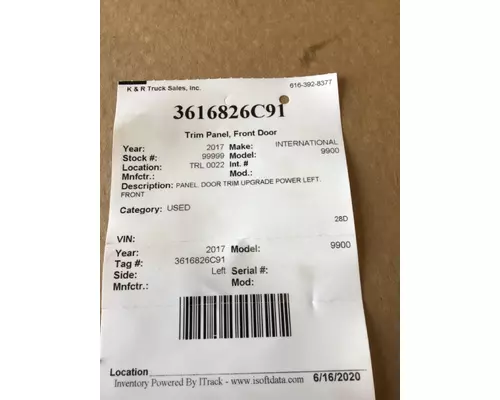 K & R Truck Sales, Inc. 616-392-8377
3616826C91
Trim Panel, Front Door
Year: 2017 Make: INTERNATIONAL
Stock #: 99999 Model: 9900
Location: TRL 0022 Int. #
Mnfctr.: Mod.:
Description: PANEL, DOOR TRIM UPGRADE POWER LEFT.
FRONT
Category: USED
28D
VIN:
Year: 2017 Model: 9900
Tag #: 3616826C91
Side: Left Serial #:
Mnfctr.: Mod:
Location
Inventory Powered By ITrack - www.isoftdata.com 6/16/2020